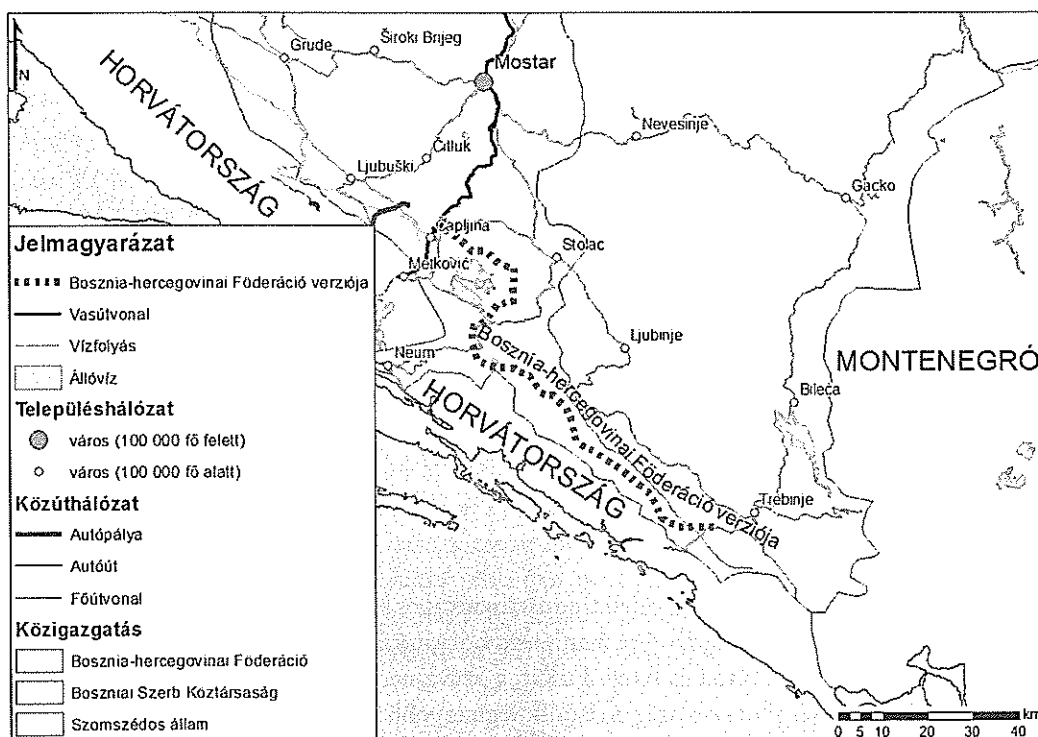 Široki Brijeg
Grude
Mostar
N
HORVÁTORSZÁG
Nevesinje
Čitluk
Ljubuški
Gacko
Čapljina
Stolac
Metković
Ljubinje
Neum
MONTENEGRÓ
Bileća
Bosznia-hercegovinai Föderáció verziója
HORVÁTORSZÁG
Trebinje
Jelmagyarázat
Bosznia-hercegovinai Föderáció verziója
Vasútvonal
Vízfolyás
Állóvíz
Településhálózat
város (100 000 fő felett)
város (100 000 fő alatt)
Közúthálózat
Autópálya
Autóút
Főútvonal
Közigazgatás
Bosznia-hercegovinai Föderáció
Boszniai Szerb Köztársaság
Szomszédos állam
km
0 5 10 20 30 40